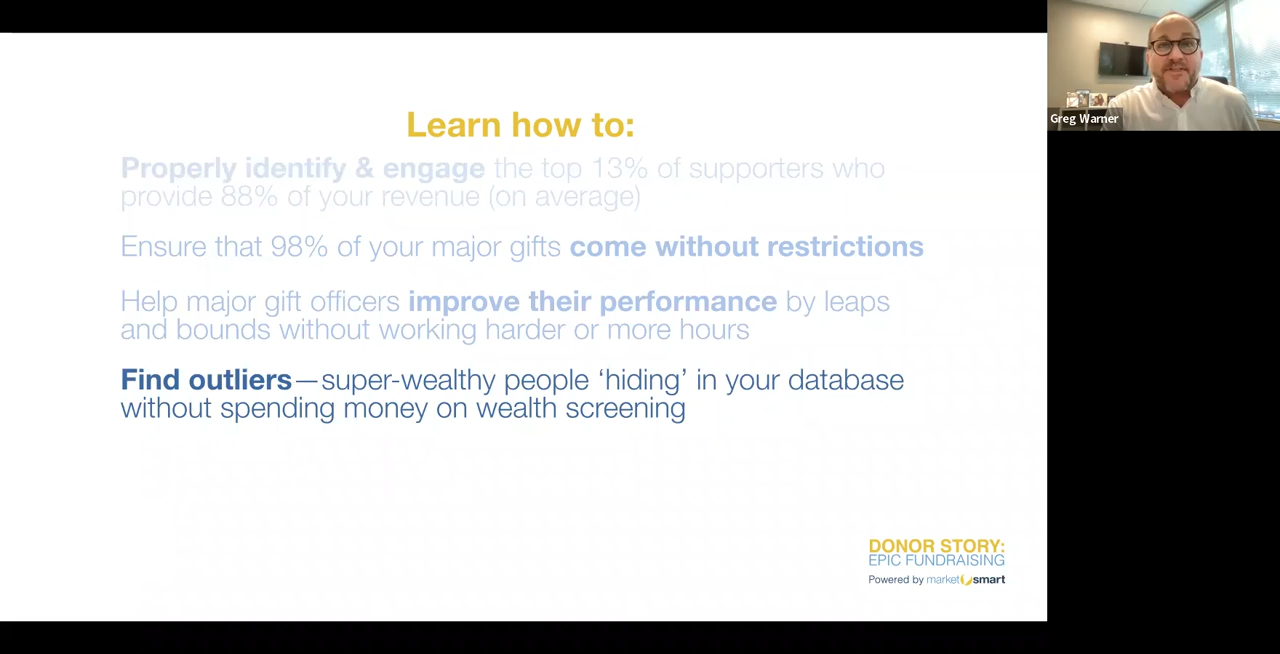 Learn how to:
Properly identify & engage the top 13% of supporters who
provide 88% of your revenue (on average)
Ensure that 98% of your major gifts come without restrictions
Help major gift officers improve their performance by leaps
and bounds without working harder or more hours
Find outliers—super-wealthy people ‘hiding’ in your database
without spending money on wealth screening
DONOR STORY:
EPIC FUNDRAISING
Powered by marketsmart
Greg Warner